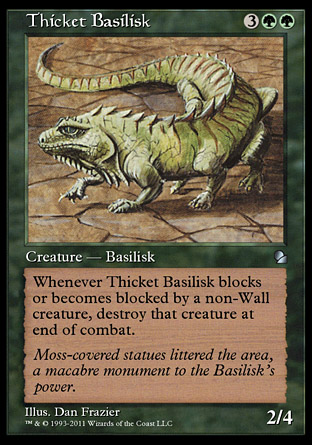 Thicket Basilisk 3
Creature — Basilisk
Whenever Thicket Basilisk blocks
or becomes blocked by a non-Wall
creature, destroy that creature at
end of combat.
Moss-covered statues littered the area,
a macabre monument to the Basilisk's
power.
Illus. Dan Frazier
™ & © 1993-2011 Wizards of the Coast LLC
2/4